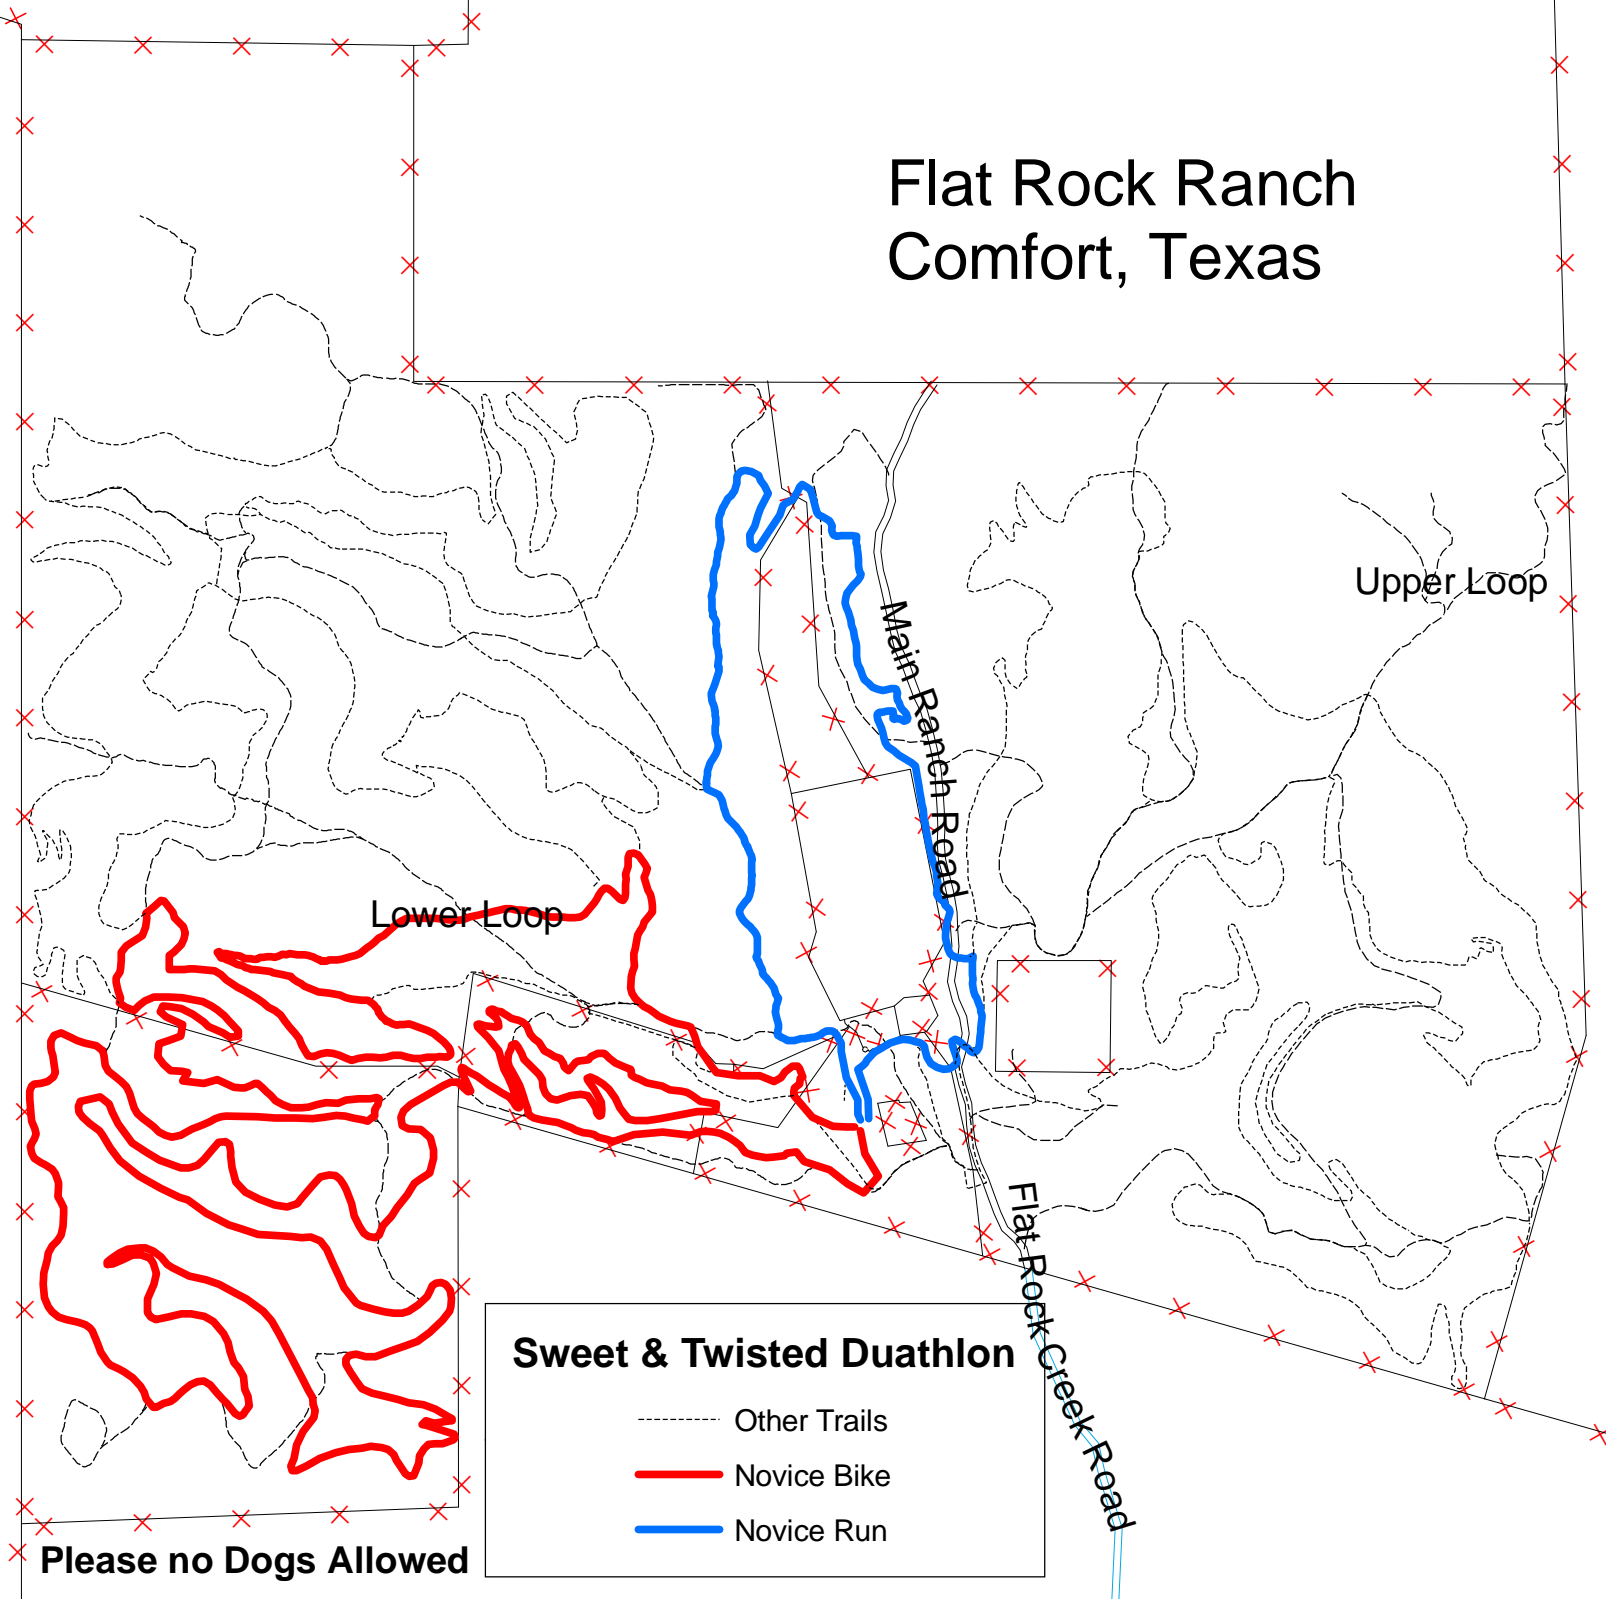 Flat Rock Ranch
Comfort, Texas
Upper Loop
Main Ranch Road
Lower Loop
Flat Rock Creek Road
Sweet & Twisted Duathlon
Other Trails
Novice Bike
Novice Run
Please no Dogs Allowed